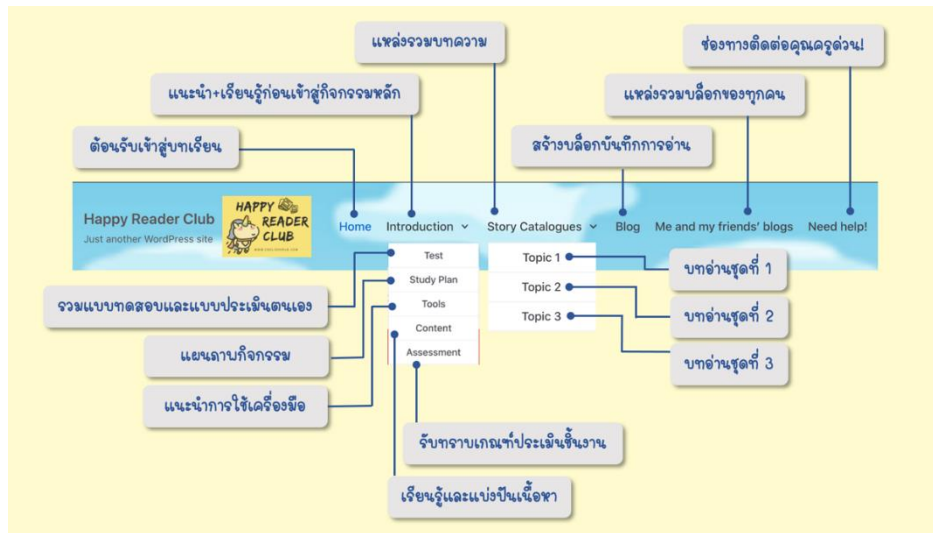 แหล่งรวมบทความ
ช่องทางติดต่อคุณครูด่วน!
แนะนำ+เรียนรู้ก่อนเข้าสู่กิจกรรมหลัก
แหล่งรวมบล็อกของทุกคน
ต้อนรับเข้าสู่บทเรียน
สร้างบล็อกบันทึกการอ่าน
Happy Reader Club
Just another WordPress site
HAPPY
READER
CLUB
Home
Introduction
Story Catalogues
Blog
Me and my friends' blogs
Need help!
Test
Study Plan
Tools
Content
Assessment
Topic 1
Topic 2
Topic 3
บทอ่านชุดที่ 1
บทอ่านชุดที่ 2
บทอ่านชุดที่ 3
รวมแบบทดสอบและแบบประเมินตนเอง
แผนภาพกิจกรรม
แนะนำการใช้เครื่องมือ
รับทราบเกณฑ์ประเมินชิ้นงาน
เรียนรู้และแบ่งปันเนื้อหา